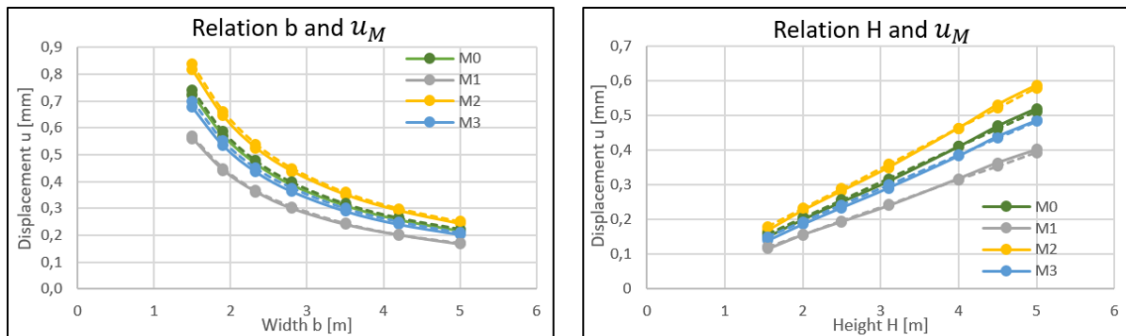 Relation b and u_M
Displacement u [mm]
0,9
0,8
0,7
0,6
0,5
0,4
0,3
0,2
0,1
0,0
M0
M1
M2
M3
0 1 2 3 4 5 6
Width b [m]
Relation H and u_M
Displacement u [mm]
0,7
0,6
0,5
0,4
0,3
0,2
0,1
0
M0
M1
M2
M3
0 1 2 3 4 5 6
Height H [m]